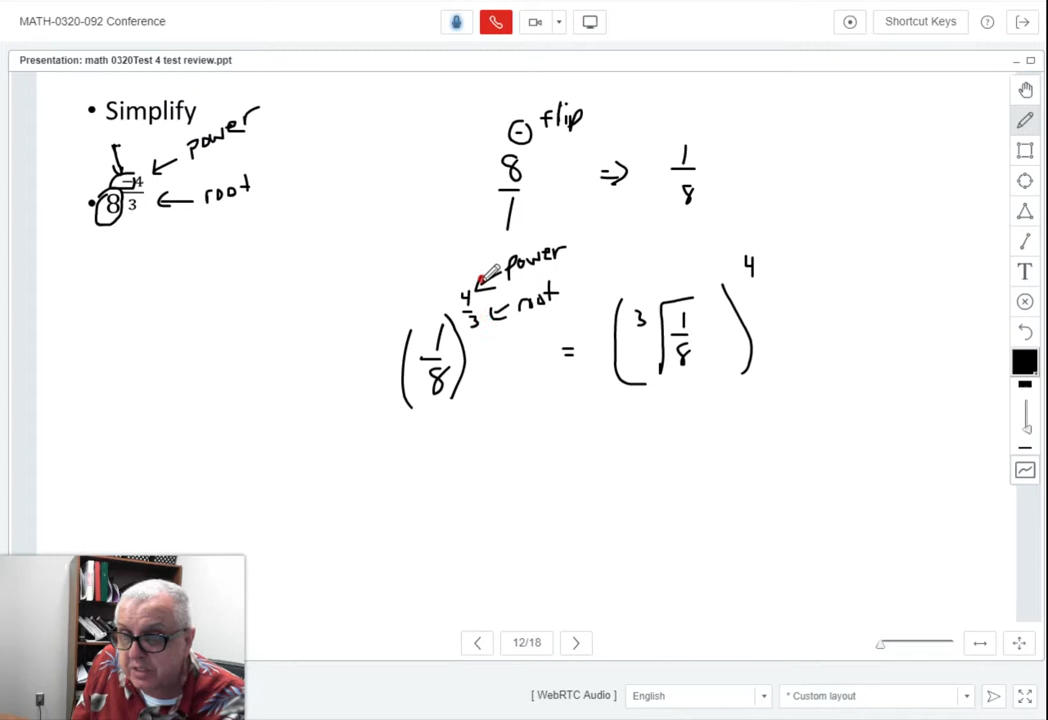 MATH-0320-092 Conference
Shortcut Keys
Presentation: math 0320Test 4 test review.ppt
• Simplify
power
• 8 −4/3
root
− flip
8/1 ⇒ 1/8
power
root
(1/8) 4/3 = (3√1/8) 4
12/18
[ WebRTC Audio ]
English
* Custom layout